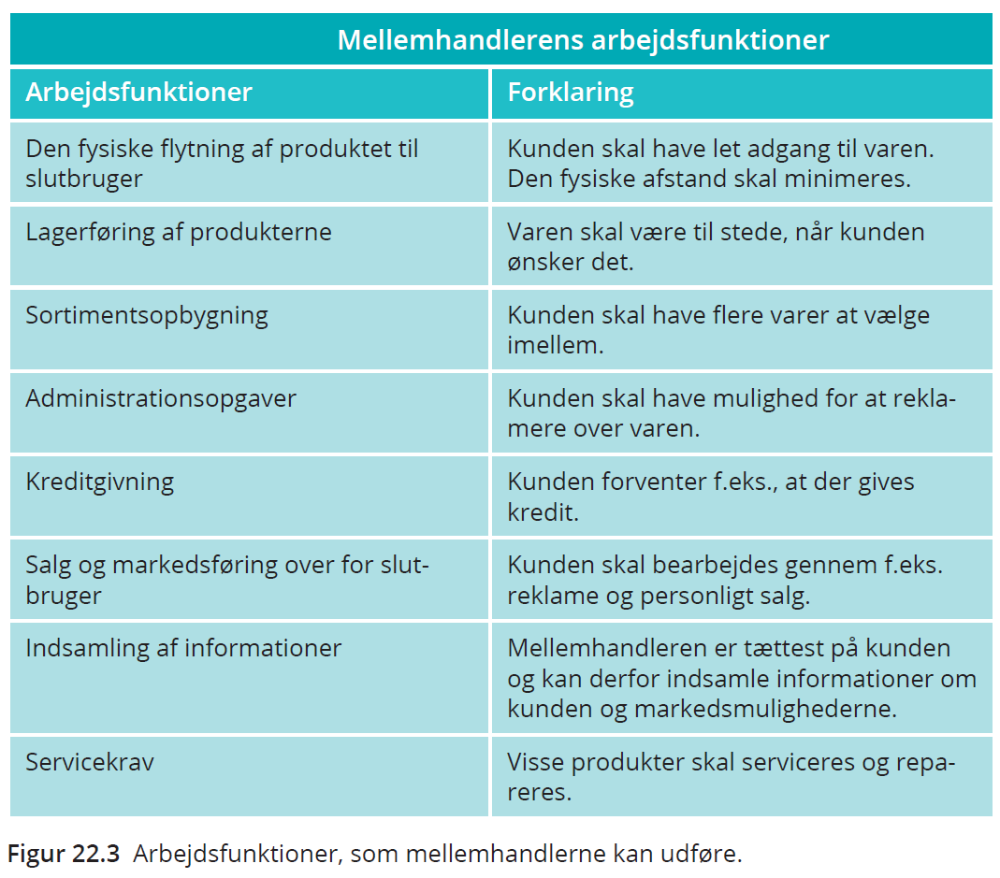 Mellemhandlerens arbejdsfunktioner
Arbejdsfunktioner
Forklaring
Den fysiske flytning af produktet til
slutbruger
Kunden skal have let adgang til varen.
Den fysiske afstand skal minimeres.
Lagerføring af produkterne
Varen skal være til stede, når kunden
ønsker det.
Sortimentsopbygning
Kunden skal have flere varer at vælge
imellem.
Administrationsopgaver
Kunden skal have mulighed for at rekla-
mere over varen.
Kreditgivning
Kunden forventer f.eks., at der gives
kredit.
Salg og markedsføring over for slut-
bruger
Kunden skal bearbejdes gennem f.eks.
reklame og personligt salg.
Indsamling af informationer
Mellemhandleren er tættest på kunden
og kan derfor indsamle informationer om
kunden og markedsmulighederne.
Servicekrav
Visse produkter skal serviceres og repa-
reres.
Figur 22.3 Arbejdsfunktioner, som mellemhandlerne kan udføre.